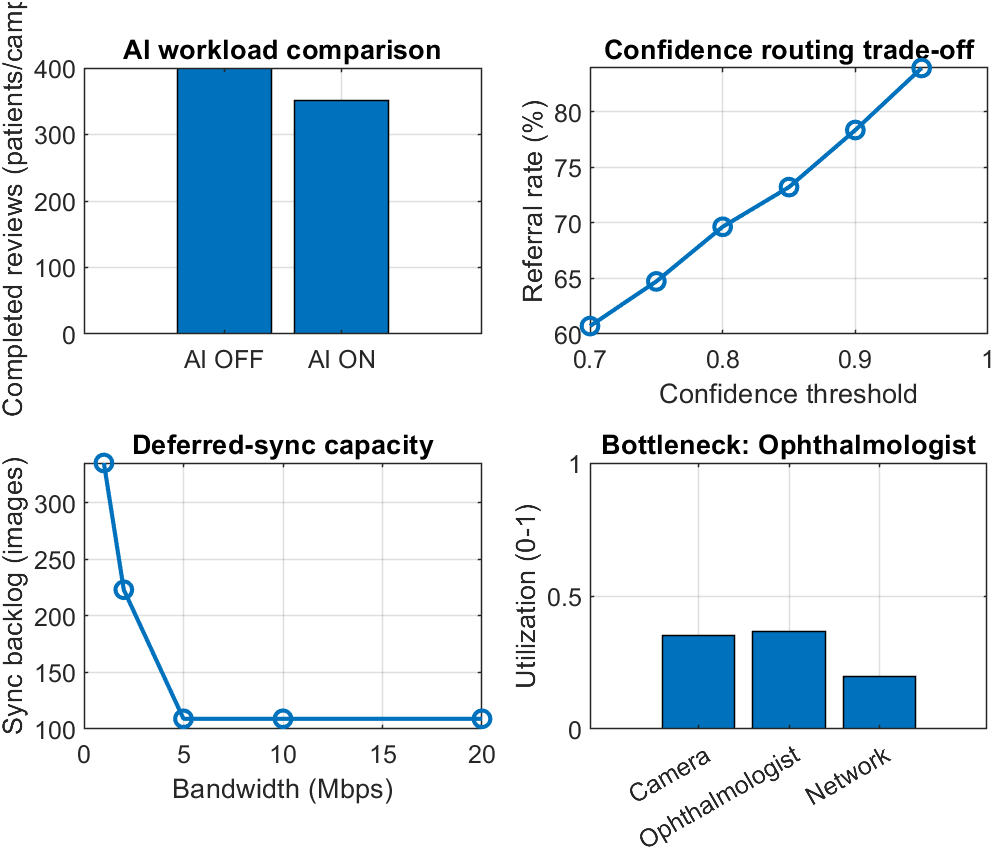 AI workload comparison
Completed reviews (patients/camp
400
300
200
100
0
AI OFF
AI ON
Confidence routing trade-off
Referral rate (%)
80
75
70
65
60
0.7
0.8
0.9
1
Confidence threshold
Deferred-sync capacity
Sync backlog (images)
300
250
200
150
100
0
5
10
15
20
Bandwidth (Mbps)
Bottleneck: Ophthalmologist
Utilization (0-1)
1
0.5
0
Camera
Ophthalmologist
Network